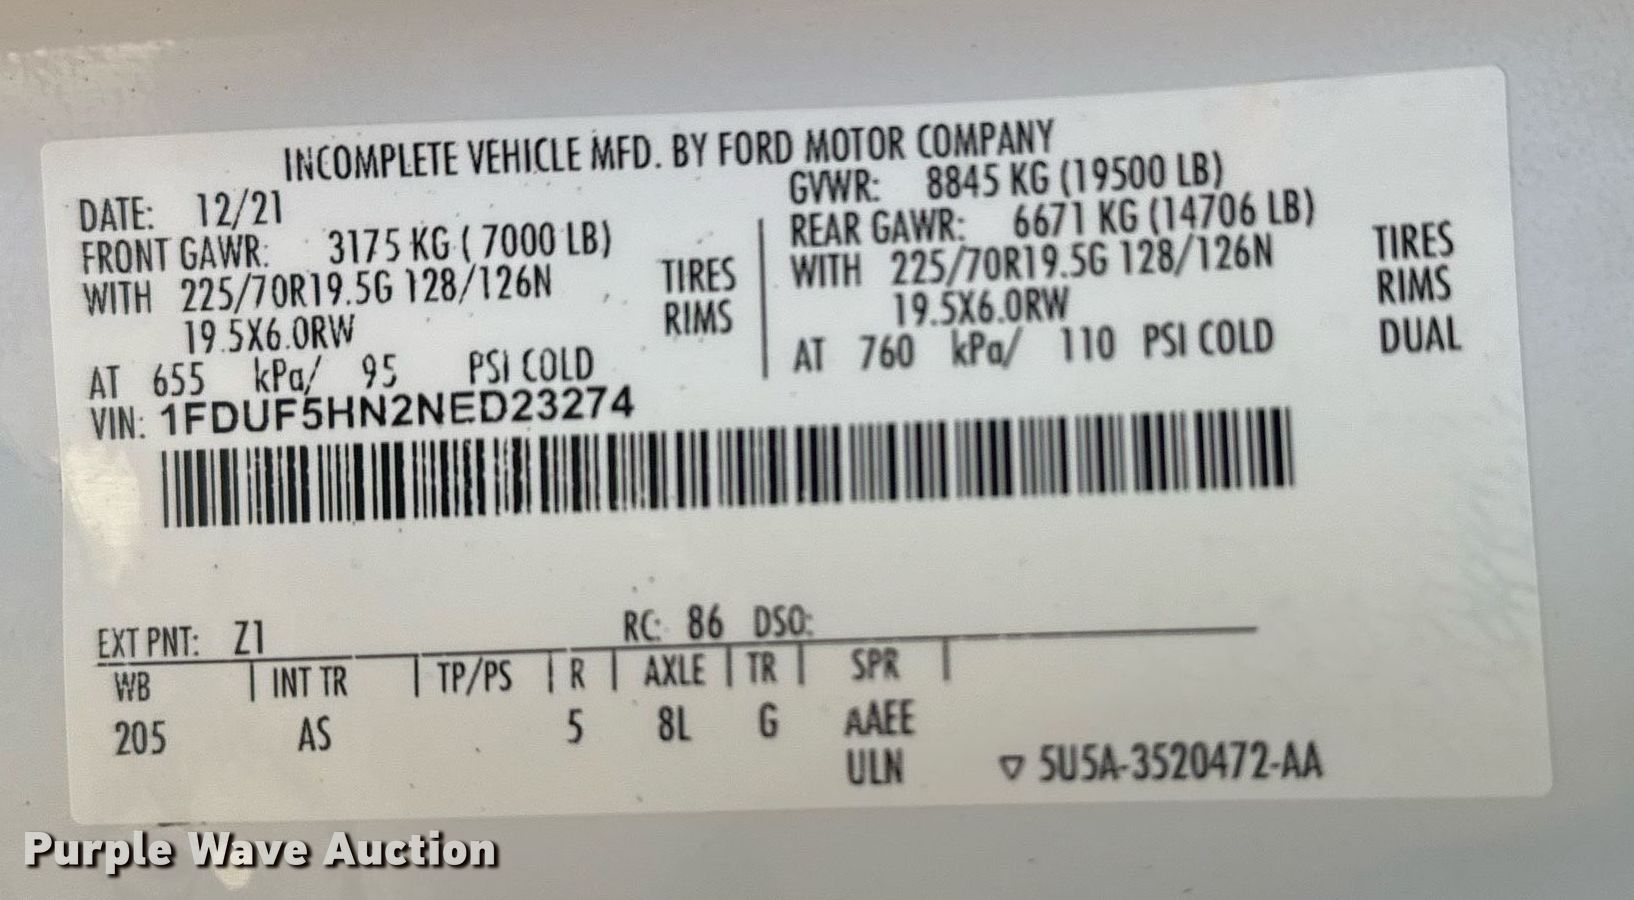 INCOMPLETE VEHICLE MFD. BY FORD MOTOR COMPANY
DATE: 12/21
GVWR: 8845 KG (19500 LB)
FRONT GAWR: 3175 KG ( 7000 LB)
REAR GAWR: 6671 KG (14706 LB)
WITH 225/70R19.5G 128/126N TIRES
WITH 225/70R19.5G 128/126N TIRES
19.5X6.0RW RIMS
19.5X6.0RW RIMS
AT 655 kPa/ 95 PSI COLD
AT 760 kPa/ 110 PSI COLD DUAL
VIN: 1FDUF5HN2NED23274
EXT PNT: Z1 RC: 86 DSO:
WB | INT TR | TP/PS | R | AXLE | TR | SPR |
205 AS 5 8L G AAEE
ULN ▽ 5U5A-3520472-AA
Purple Wave Auction